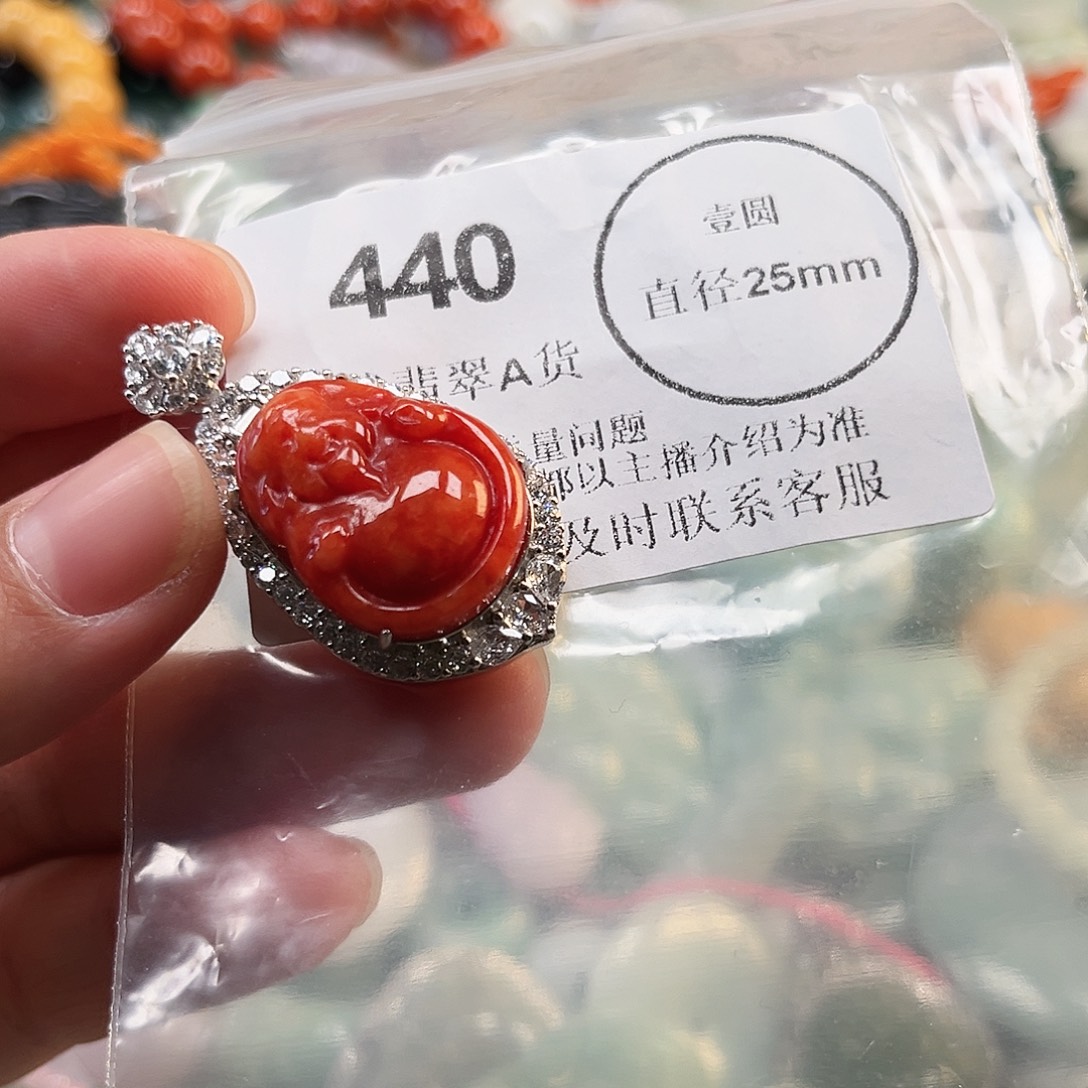 440
壹圆
直径25mm
翡翠A货
量问题
都以主播介绍为准
及时联系客服